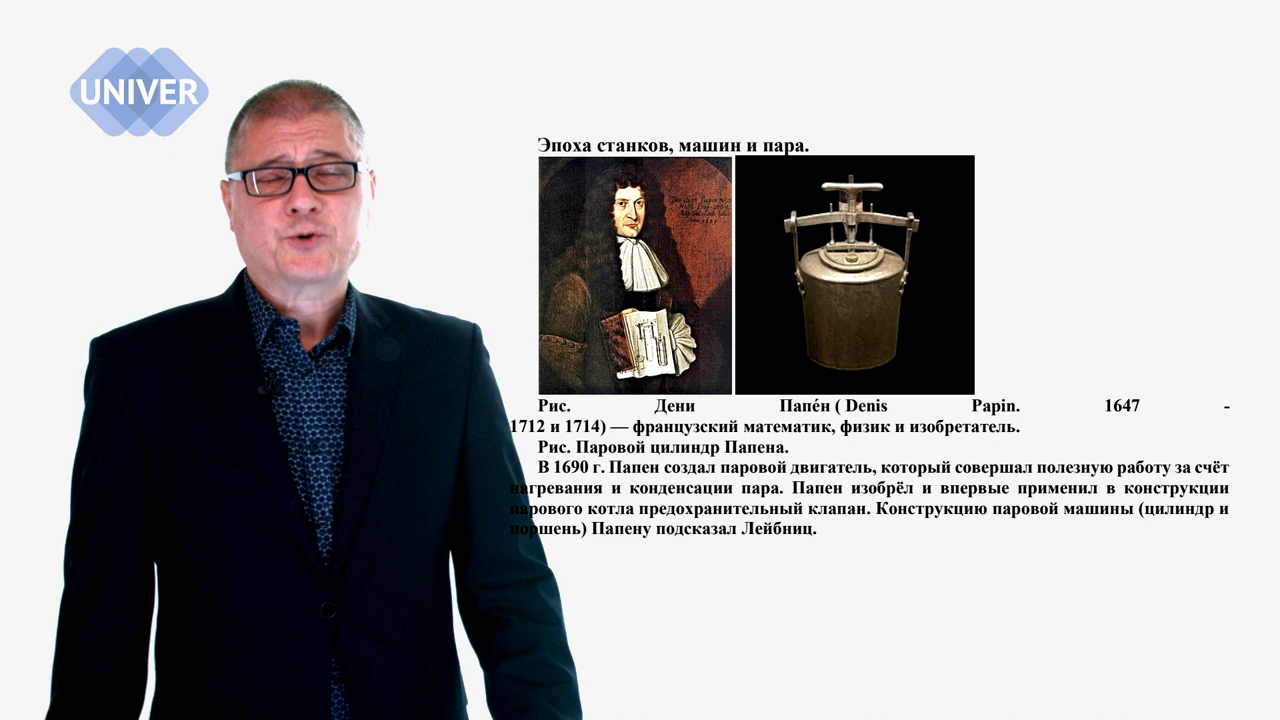 UNIVER
Эпоха станков, машин и пара.
Рис. Дени Папе́н ( Denis Papin. 1647 -
1712 и 1714) — французский математик, физик и изобретатель.
Рис. Паровой цилиндр Папена.
В 1690 г. Папен создал паровой двигатель, который совершал полезную работу за счёт
нагревания и конденсации пара. Папен изобрёл и впервые применил в конструкции
парового котла предохранительный клапан. Конструкцию паровой машины (цилиндр и
поршень) Папену подсказал Лейбниц.